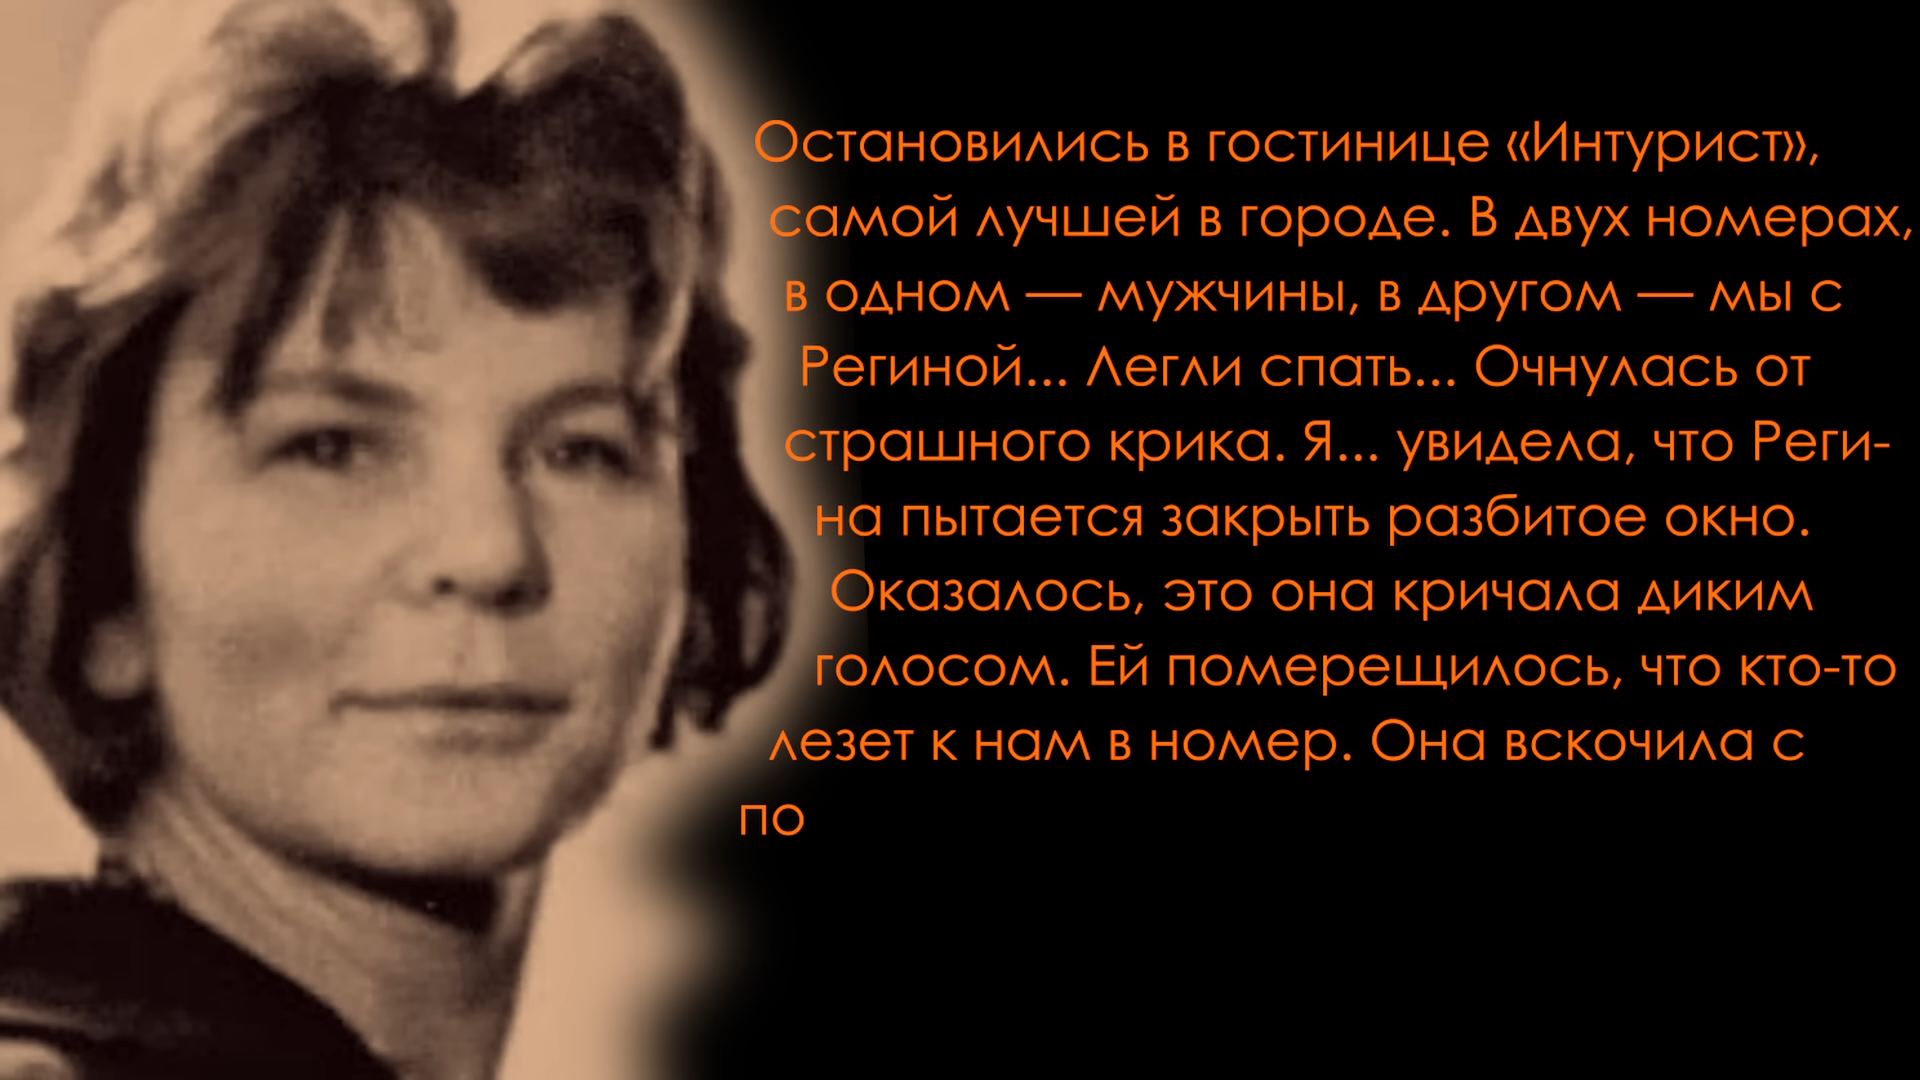 Остановились в гостинице «Интурист»,
самой лучшей в городе. В двух номерах,
в одном — мужчины, в другом — мы с
Региной... Легли спать... Очнулась от
страшного крика. Я... увидела, что Реги-
на пытается закрыть разбитое окно.
Оказалось, это она кричала диким
голосом. Ей померещилось, что кто-то
лезет к нам в номер. Она вскочила с
по